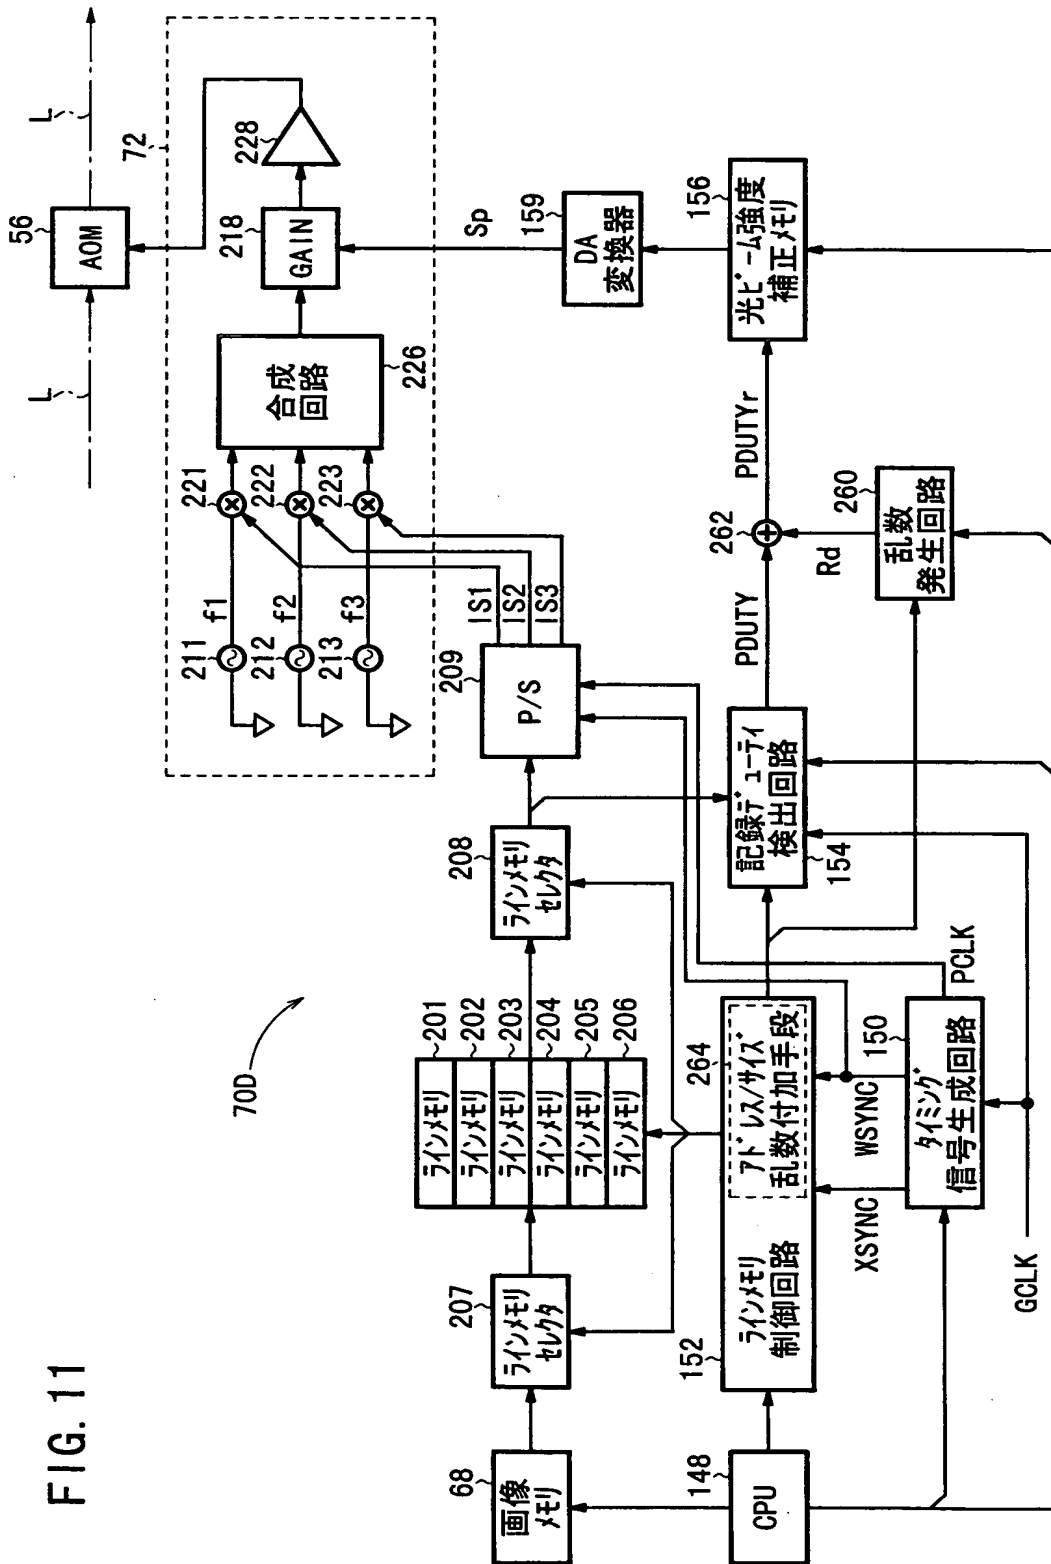 FIG. 11
70D
L
L
56
AOM
72
211
f1
221
212
f2
222
213
f3
223
合成
回路
226
218
GAIN
228
68
画像
メモリ
207
ラインメモリ
セレクタ
ラインメモリ
201
ラインメモリ
202
ラインメモリ
203
ラインメモリ
204
ラインメモリ
205
ラインメモリ
206
208
ラインメモリ
セレクタ
209
P/S
IS1
IS2
IS3
Sp
159
DA
変換器
148
CPU
152
ラインメモリ
制御回路
264
アドレス/サイズ
乱数付加手段
154
記録デューティ
検出回路
PDUTY
262
PDUTYr
156
光ビーム強度
補正メモリ
Rd
260
乱数
発生回路
XSYNC
WSYNC
150
タイミング
信号生成回路
PCLK
GCLK